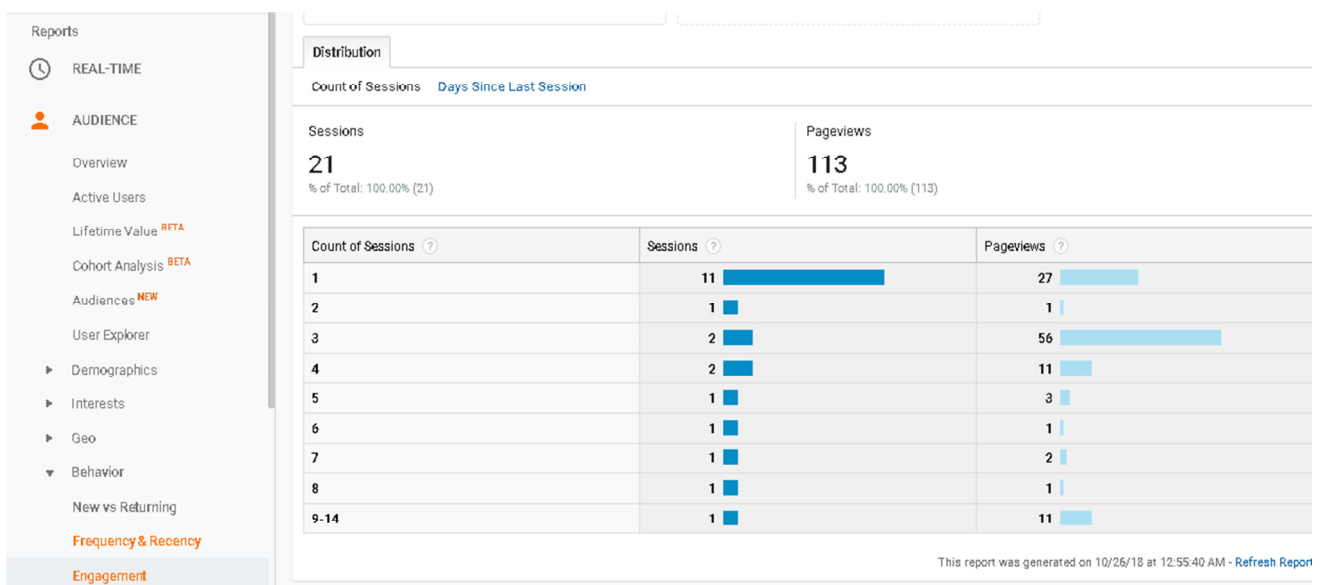 Reports
REAL-TIME
AUDIENCE
Overview
Active Users
Lifetime Value BETA
Cohort Analysis BETA
Audiences NEW
User Explorer
Demographics
Interests
Geo
Behavior
New vs Returning
Frequency & Recency
Engagement
Distribution
Count of Sessions Days Since Last Session
Sessions Pageviews
21 113
% of Total: 100.00% (21) % of Total: 100.00% (113)
Count of Sessions ? Sessions ? Pageviews ?
1 11 27
2 1 1
3 2 56
4 2 11
5 1 3
6 1 1
7 1 2
8 1 1
9-14 1 11
This report was generated on 10/26/18 at 12:55:40 AM - Refresh Report